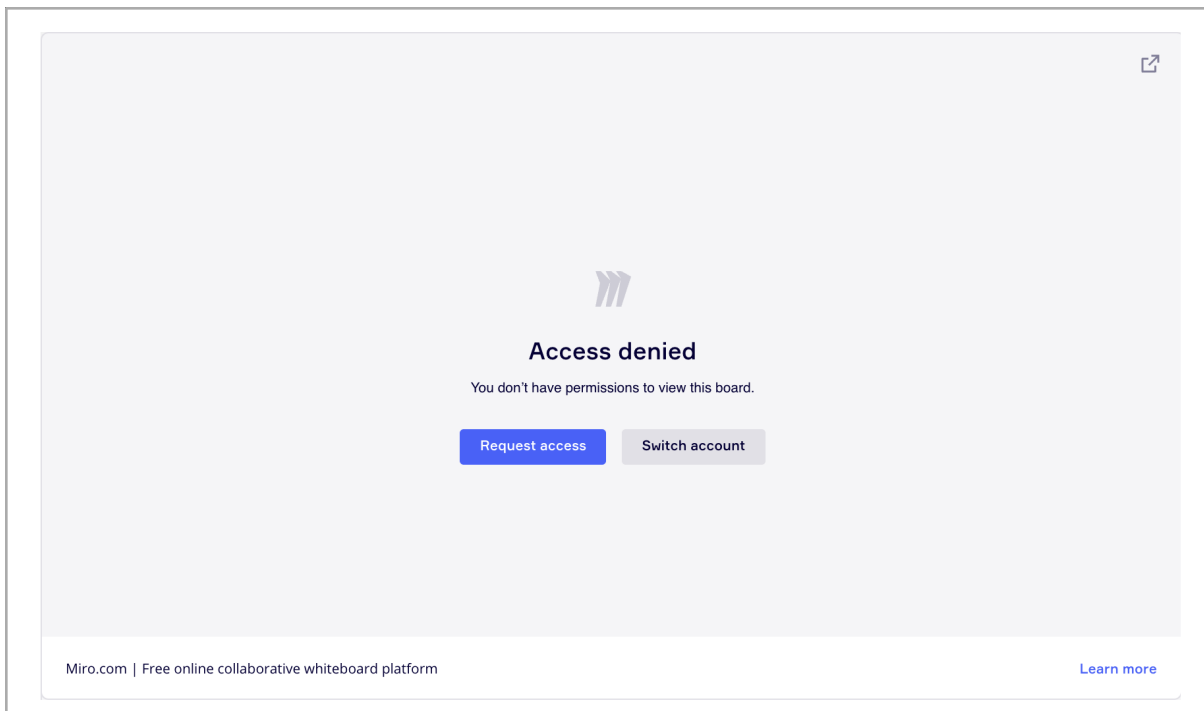 Access denied
You don’t have permissions to view this board.
Request access
Switch account
Miro.com | Free online collaborative whiteboard platform
Learn more